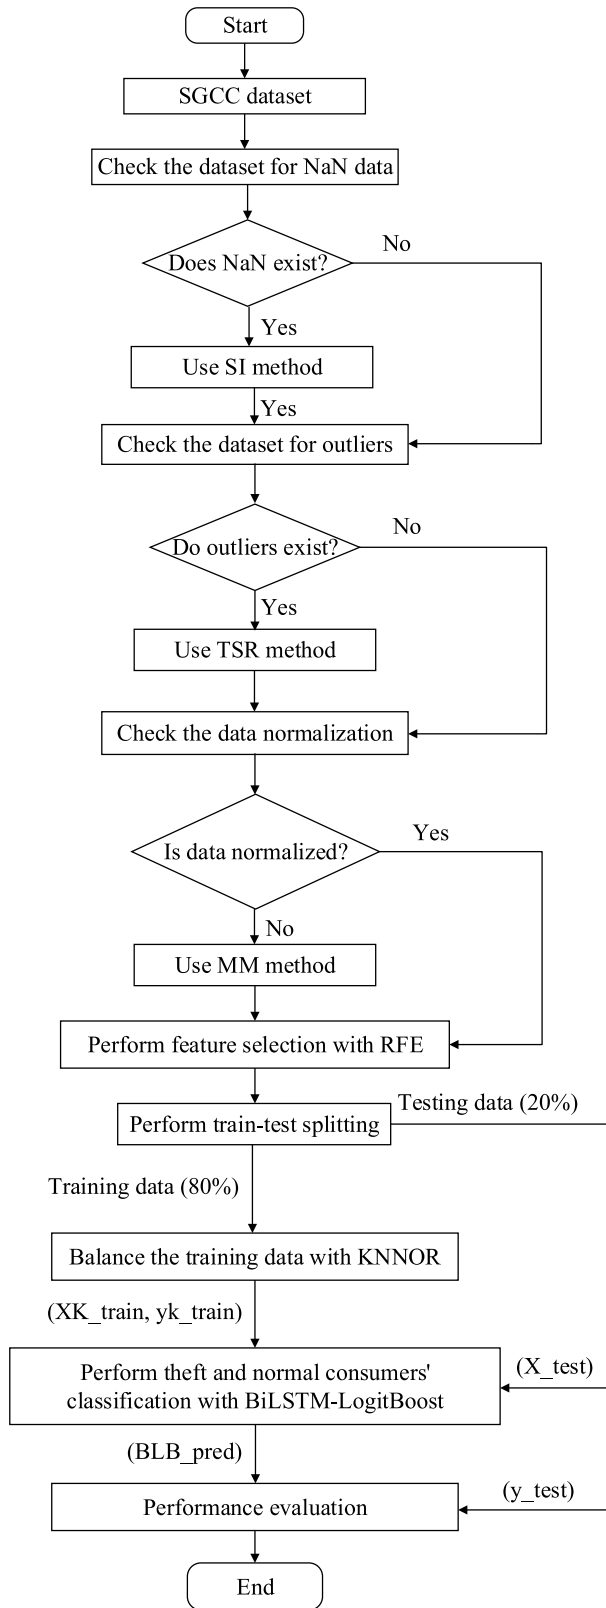 Start
SGCC dataset
Check the dataset for NaN data
Does NaN exist?
No
Yes
Use SI method
Yes
Check the dataset for outliers
Do outliers exist?
No
Yes
Use TSR method
Check the data normalization
Is data normalized?
Yes
No
Use MM method
Perform feature selection with RFE
Testing data (20%)
Perform train-test splitting
Training data (80%)
Balance the training data with KNNOR
(XK_train, yk_train)
Perform theft and normal consumers'
classification with BiLSTM-LogitBoost
(X_test)
(BLB_pred)
Performance evaluation
(y_test)
End